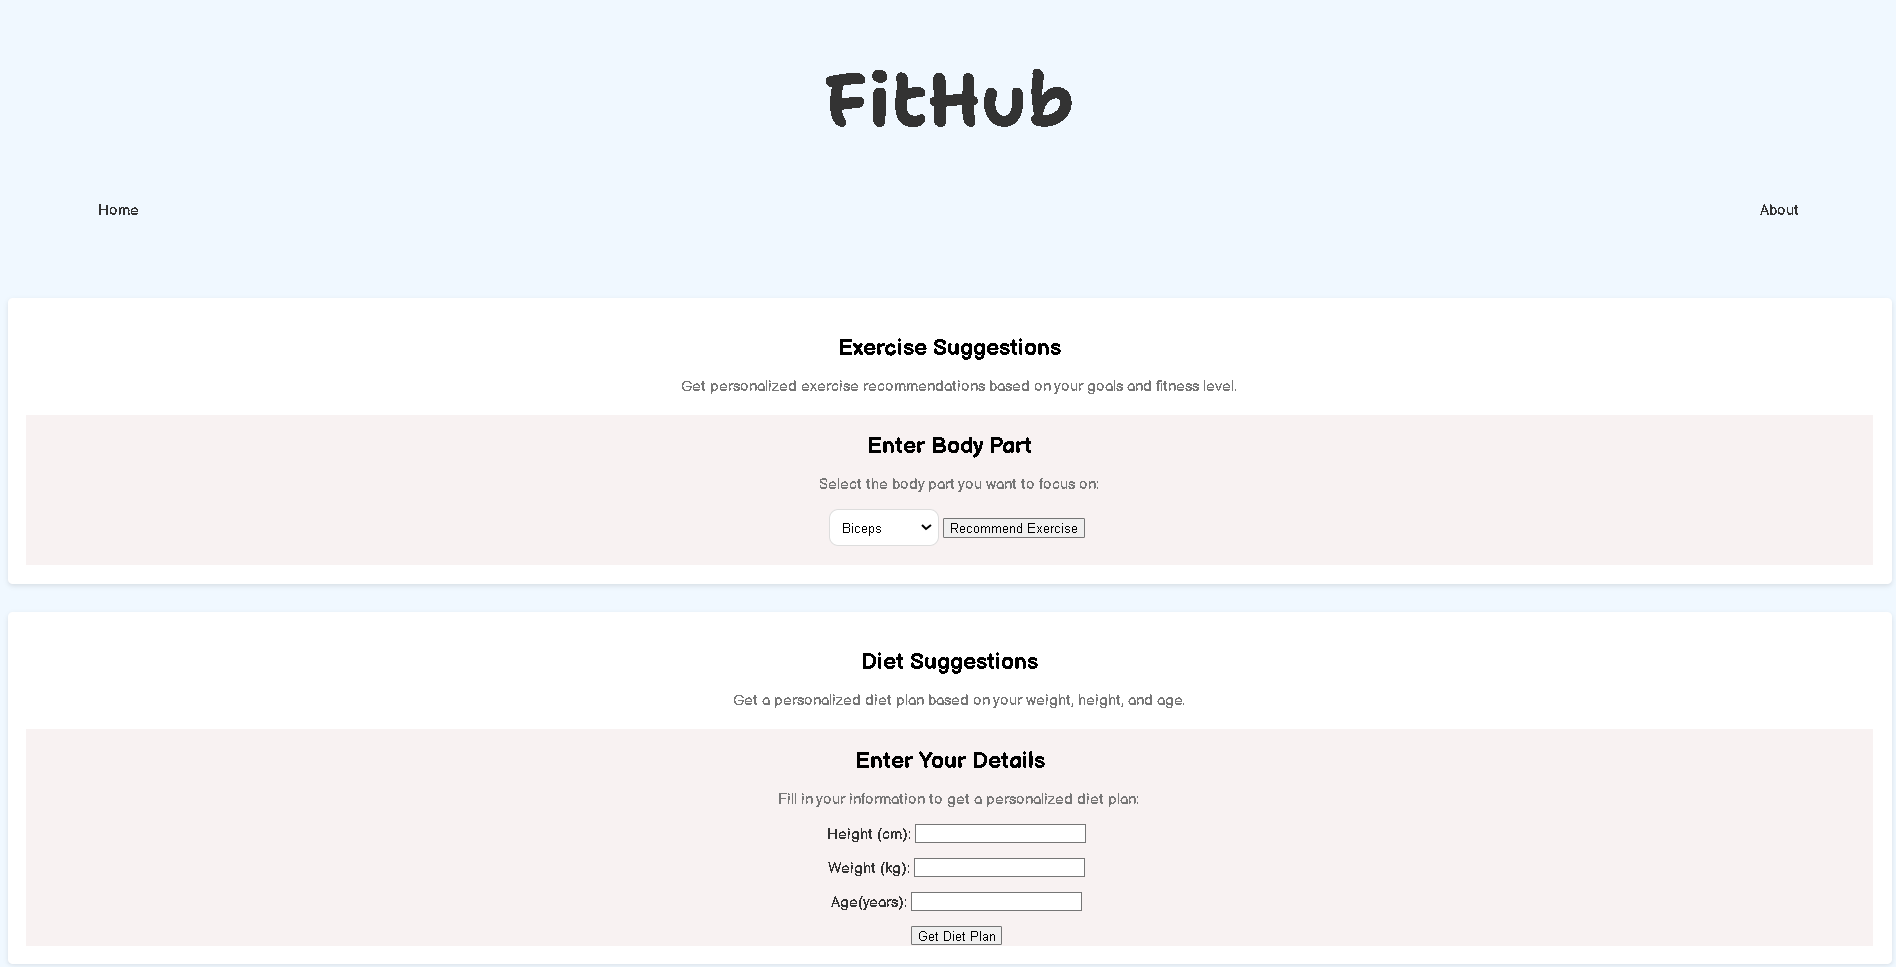 FitHub
Home About
Exercise Suggestions
Get personalized exercise recommendations based on your goals and fitness level.
Enter Body Part
Select the body part you want to focus on:
Biceps Recommend Exercise
Diet Suggestions
Get a personalized diet plan based on your weight, height, and age.
Enter Your Details
Fill in your information to get a personalized diet plan:
Height (cm):
Weight (kg):
Age(years):
Get Diet Plan